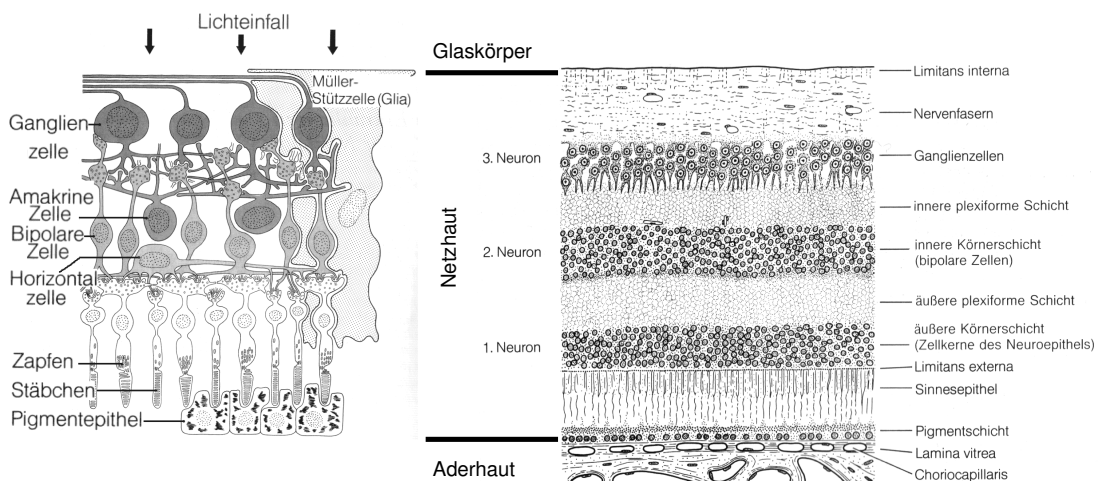 Lichteinfall
Müller-
Stützzelle (Glia)
Ganglien
zelle
Amakrine
Zelle
Bipolare
Zelle
Horizontal
zelle
Zapfen
Stäbchen
Pigmentepithel
Glaskörper
Netzhaut
Aderhaut
3. Neuron
2. Neuron
1. Neuron
Limitans interna
Nervenfasern
Ganglienzellen
innere plexiforme Schicht
innere Körnerschicht
(bipolare Zellen)
äußere plexiforme Schicht
äußere Körnerschicht
(Zellkerne des Neuroepithels)
Limitans externa
Sinnesepithel
Pigmentschicht
Lamina vitrea
Choriocapillaris